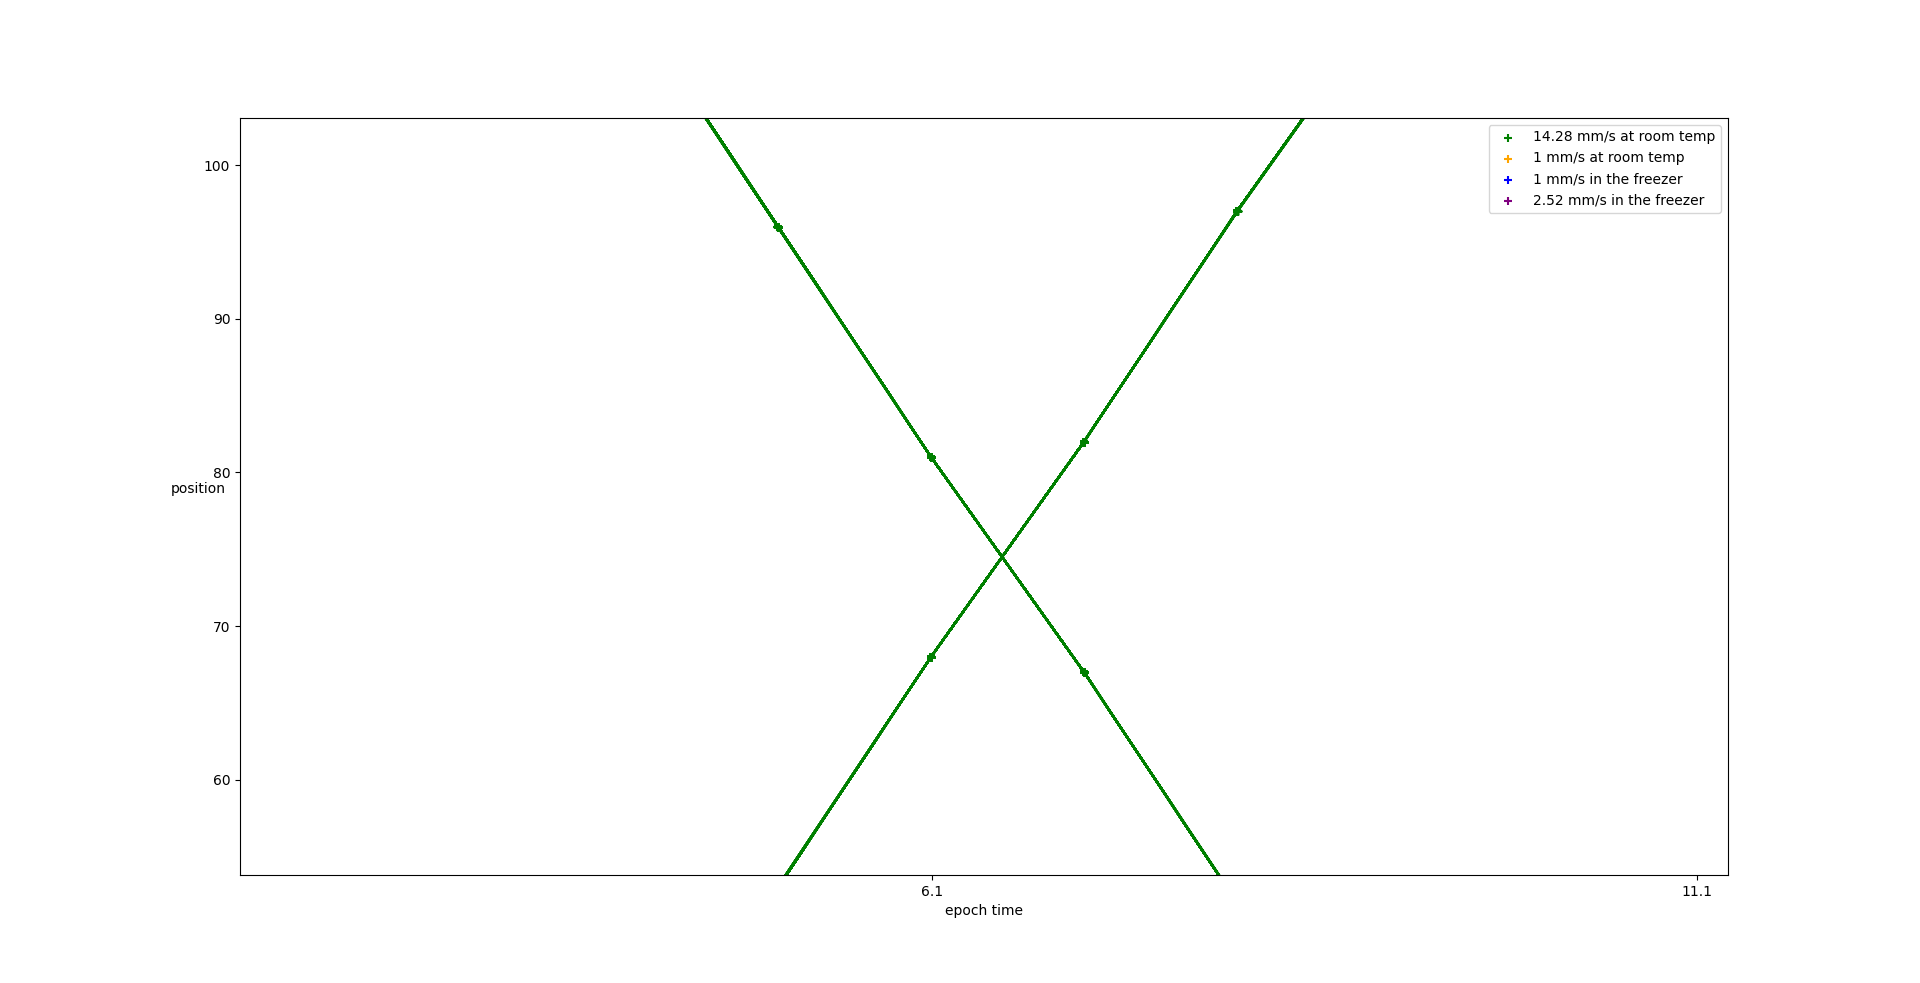 14.28 mm/s at room temp
1 mm/s at room temp
1 mm/s in the freezer
2.52 mm/s in the freezer
100
90
80
position
70
60
6.1
11.1
epoch time